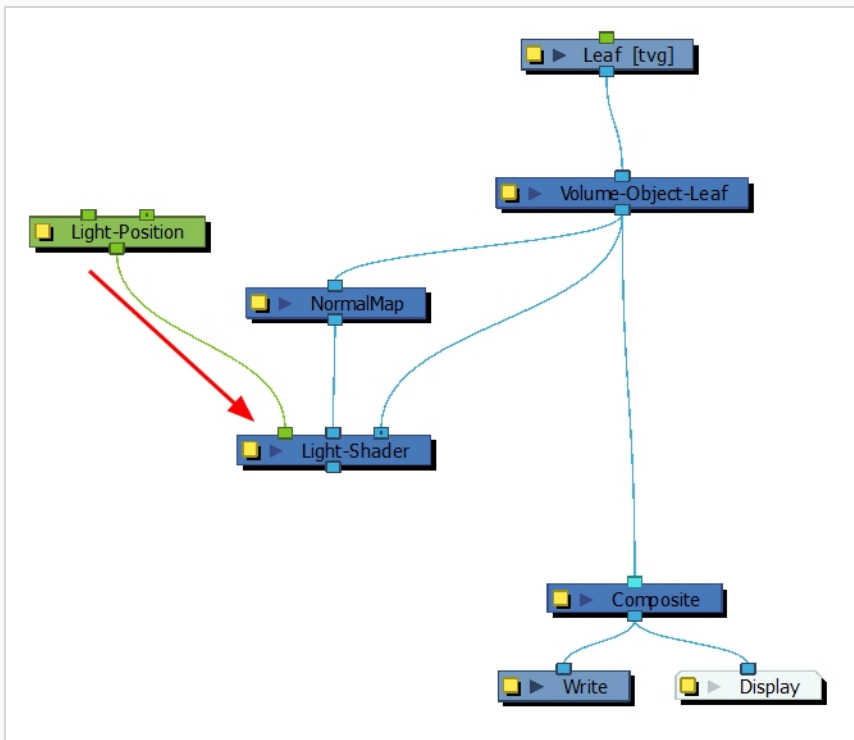 Leaf [tvg]
Volume-Object-Leaf
Light-Position
NormalMap
Light-Shader
Composite
Write
Display